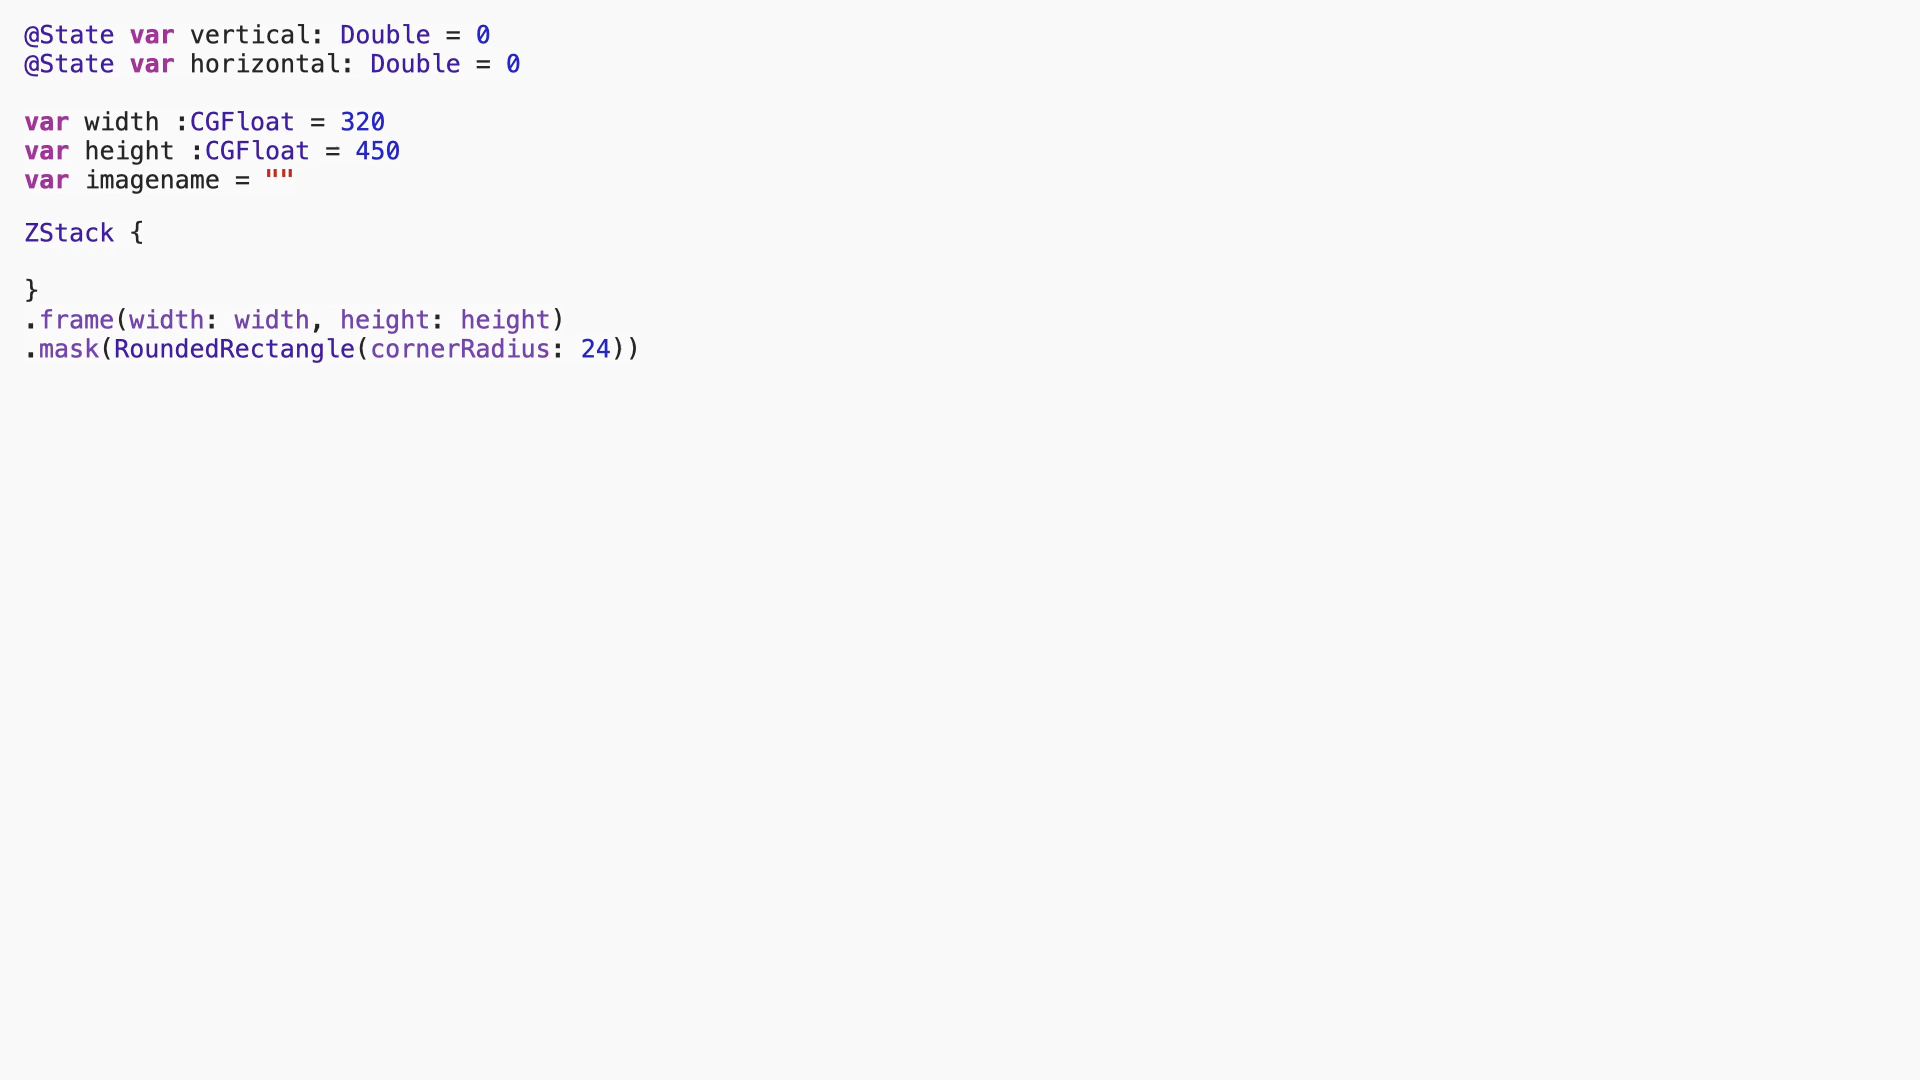 @State var vertical: Double = 0
@State var horizontal: Double = 0
var width :CGFloat = 320
var height :CGFloat = 450
var imagename = ""
ZStack {
}
.frame(width: width, height: height)
.mask(RoundedRectangle(cornerRadius: 24))